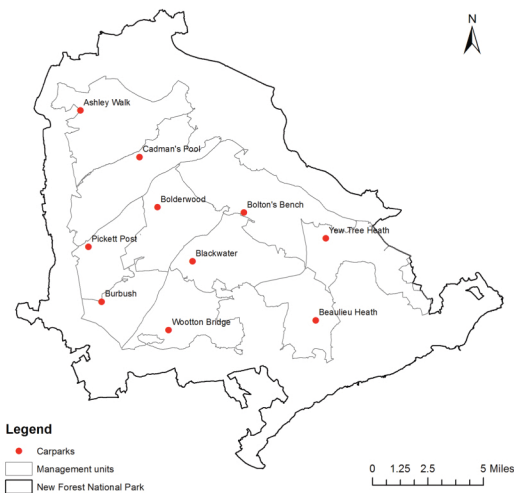 N
Ashley Walk
Cadman's Pool
Bolderwood
Bolton's Bench
Yew Tree Heath
Pickett Post
Blackwater
Burbush
Beaulieu Heath
Wootton Bridge
Legend
Carparks
Management units
New Forest National Park
0 1.25 2.5 5 Miles